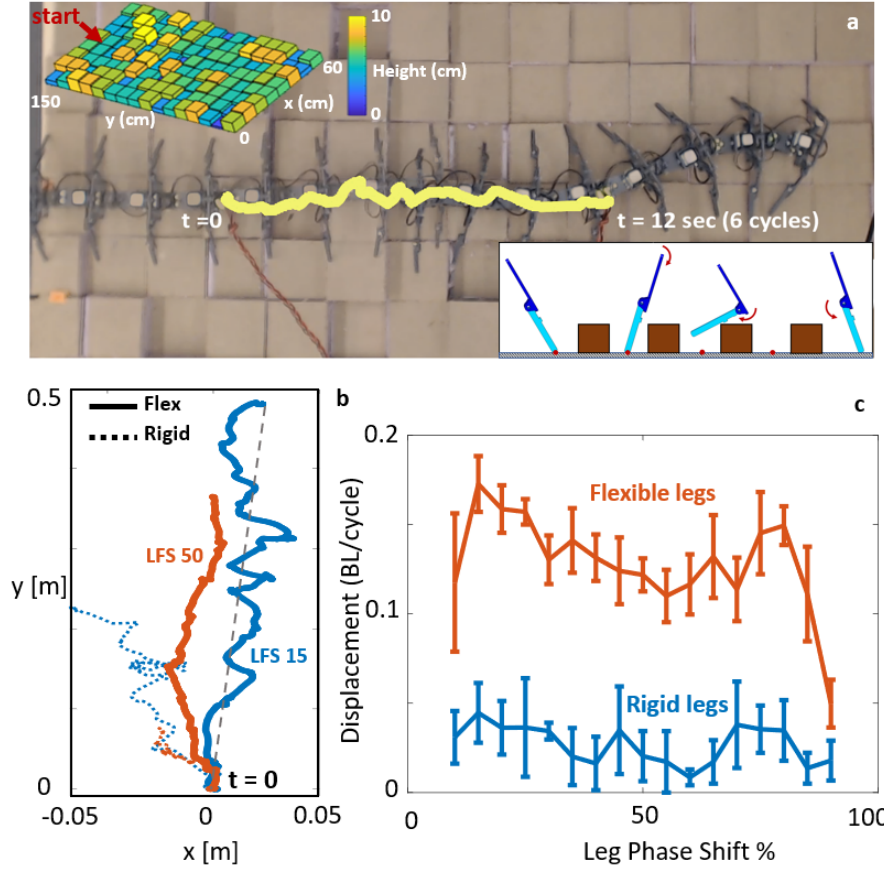 start
10
a
Height (cm)
60
x (cm)
0
150
y (cm)
0
t =0
t = 12 sec (6 cycles)
b
0.5
Flex
Rigid
LFS 50
y [m]
LFS 15
t = 0
0
-0.05
0
0.05
x [m]
c
0.2
Flexible legs
Displacement (BL/cycle)
0.1
Rigid legs
0
0
50
100
Leg Phase Shift %